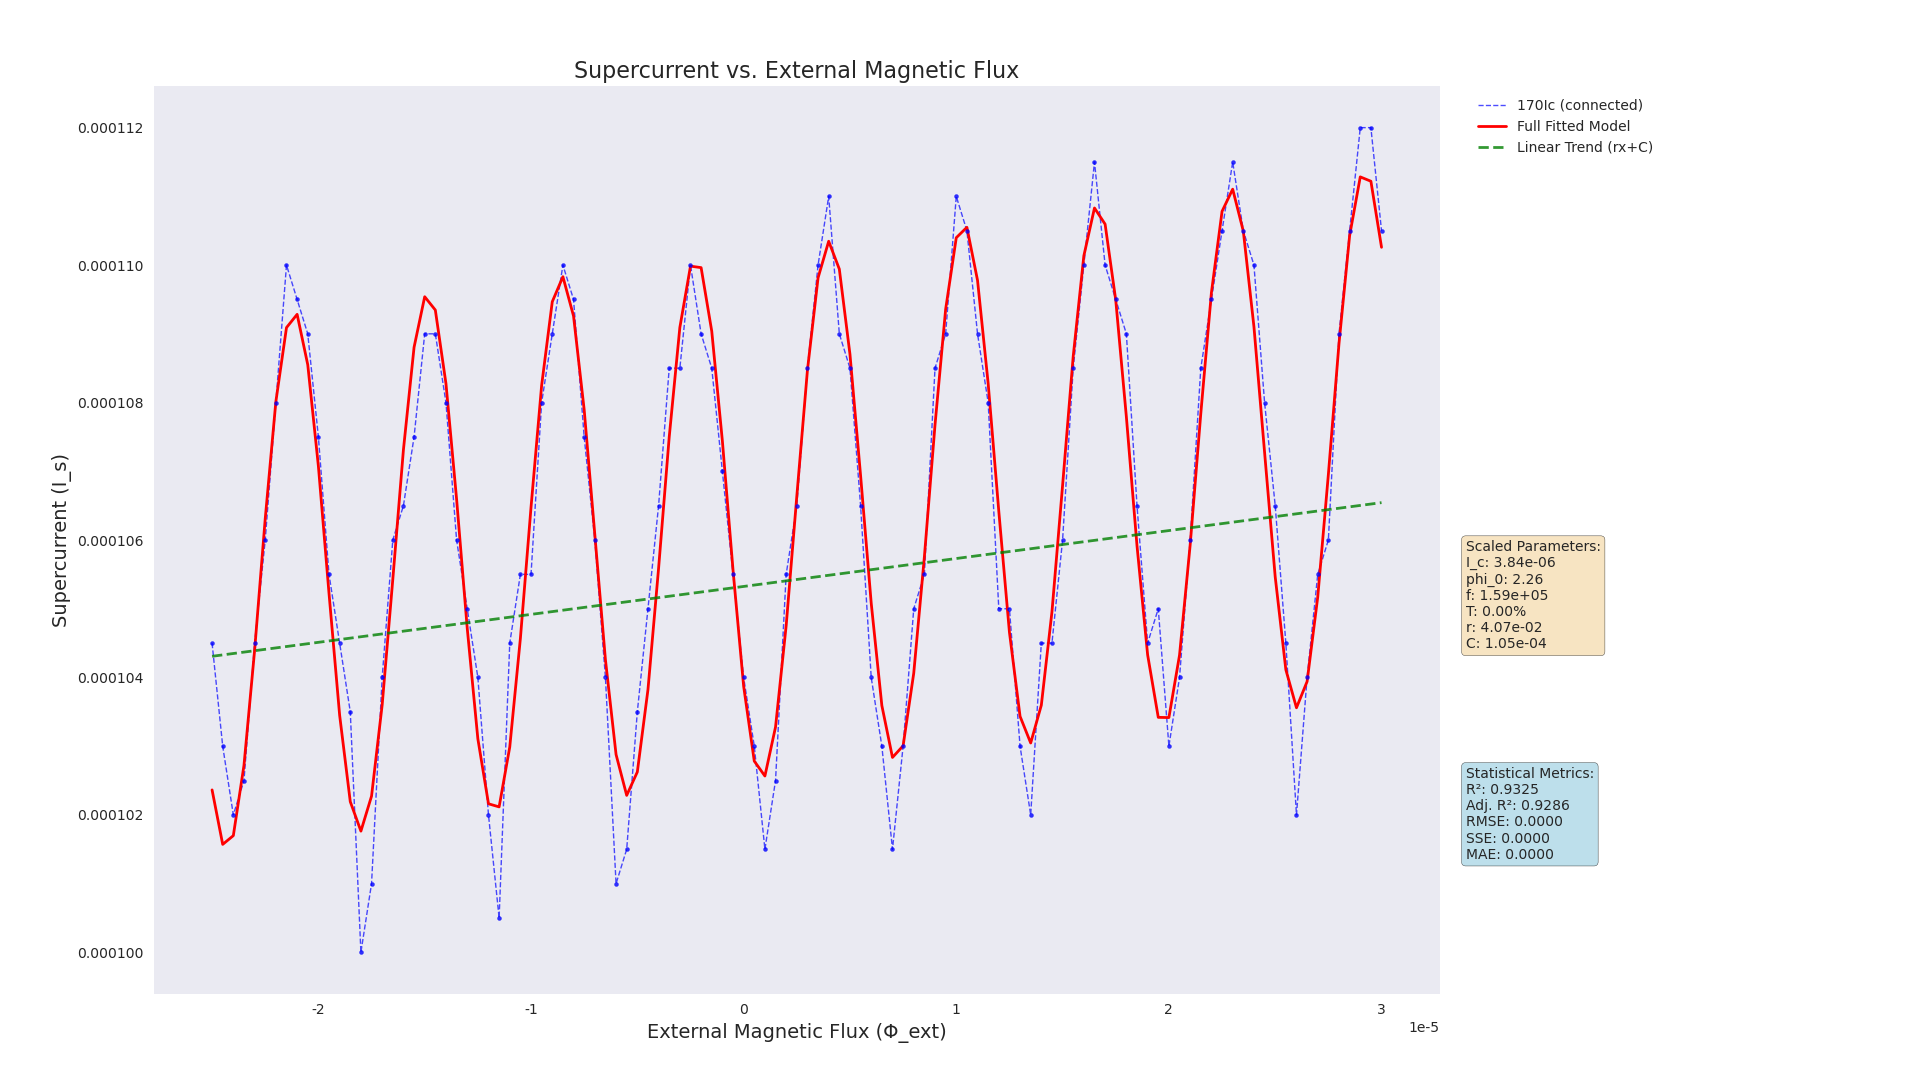 Supercurrent vs. External Magnetic Flux
170Ic (connected)
Full Fitted Model
Linear Trend (rx+C)
Supercurrent (I_s)
0.000112
0.000110
0.000108
0.000106
0.000104
0.000102
0.000100
-2
-1
0
1
2
3
1e-5
External Magnetic Flux (Φ_ext)
Scaled Parameters:
I_c: 3.84e-06
phi_0: 2.26
f: 1.59e+05
T: 0.00%
r: 4.07e-02
C: 1.05e-04
Statistical Metrics:
R²: 0.9325
Adj. R²: 0.9286
RMSE: 0.0000
SSE: 0.0000
MAE: 0.0000